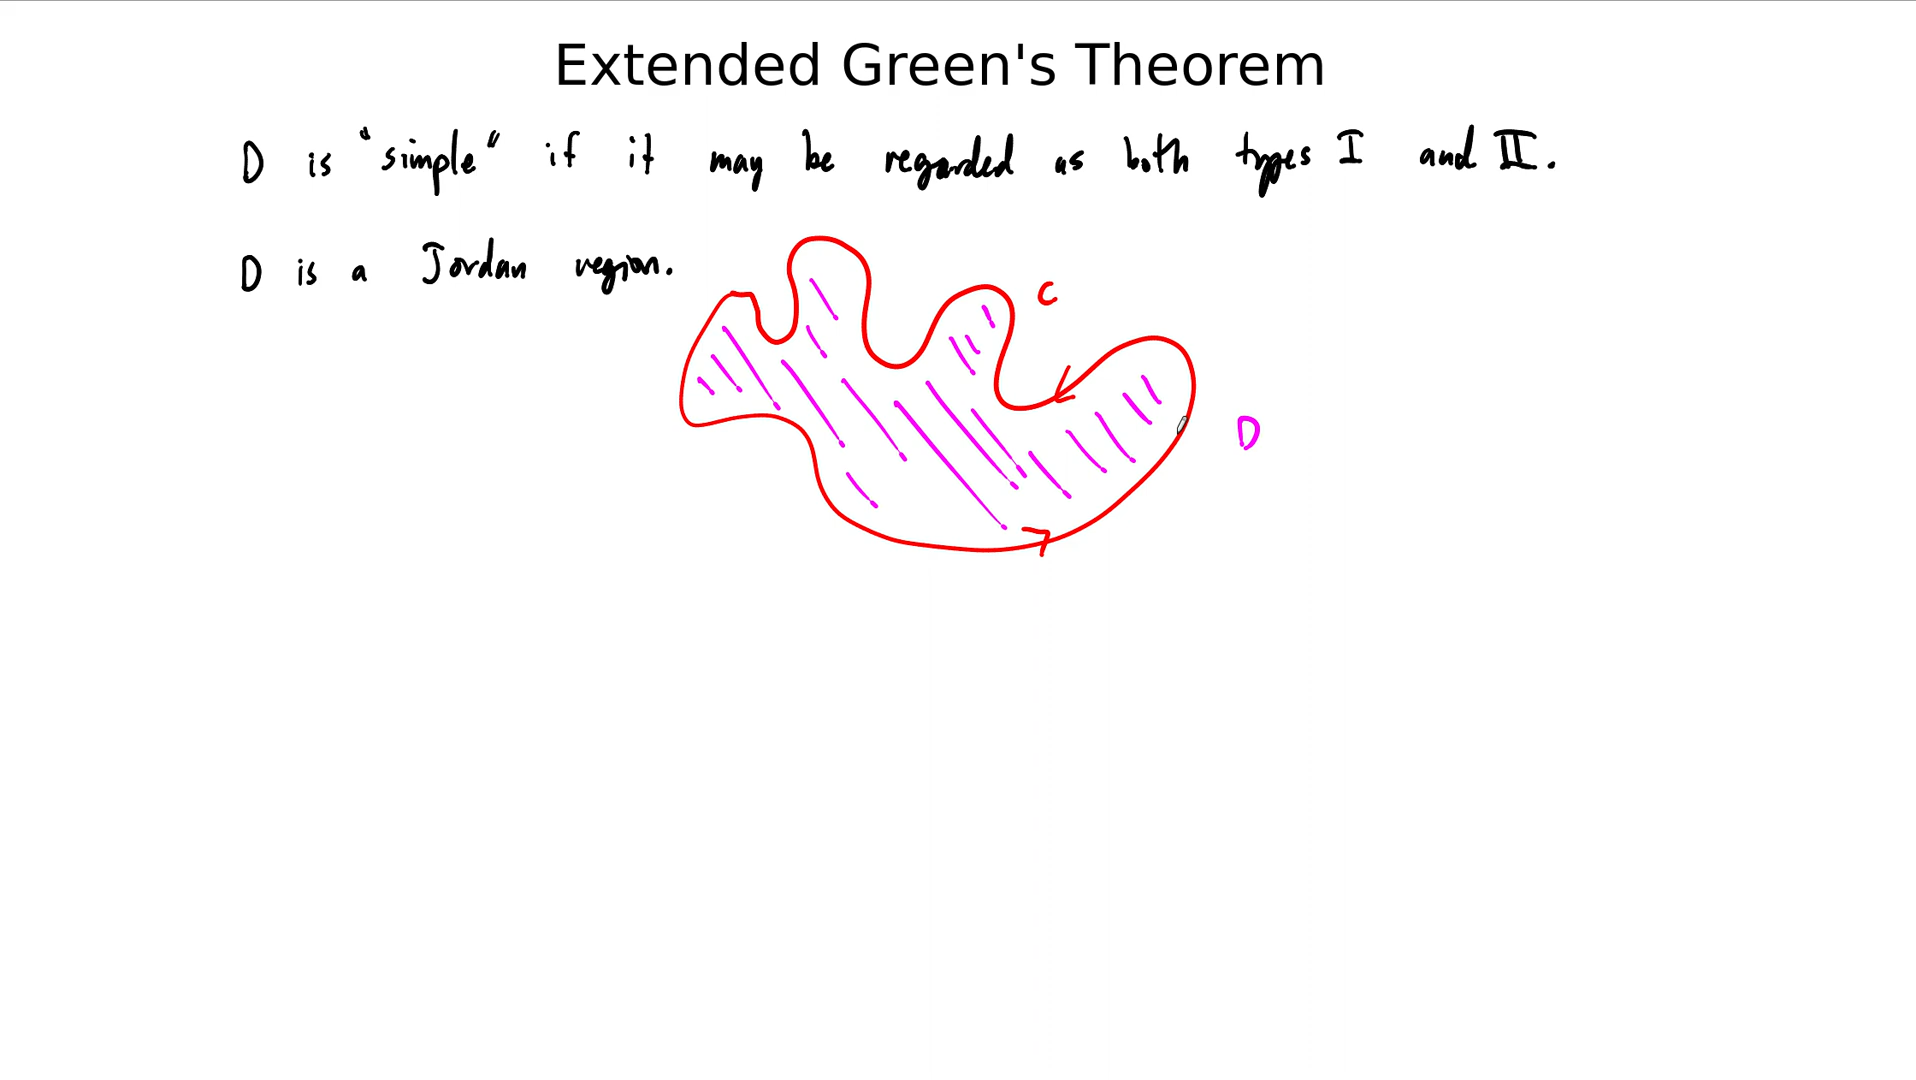 Extended Green's Theorem
D is "simple" if it may be regarded as both types I and II.
D is a Jordan region.
C
D